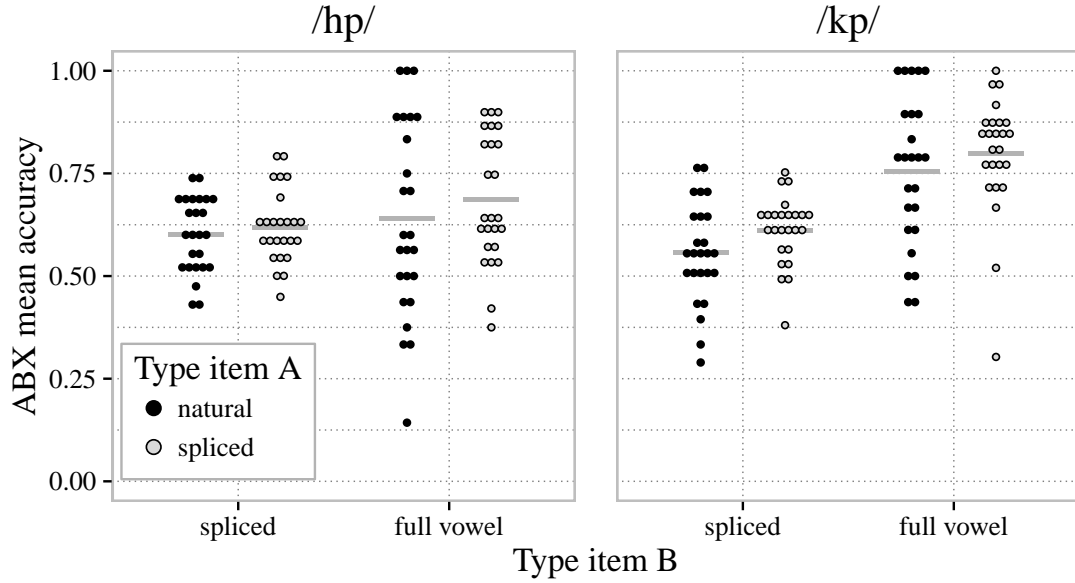 /hp/
/kp/
ABX mean accuracy
1.00
0.75
0.50
0.25
0.00
Type item A
natural
spliced
spliced
full vowel
spliced
full vowel
Type item B